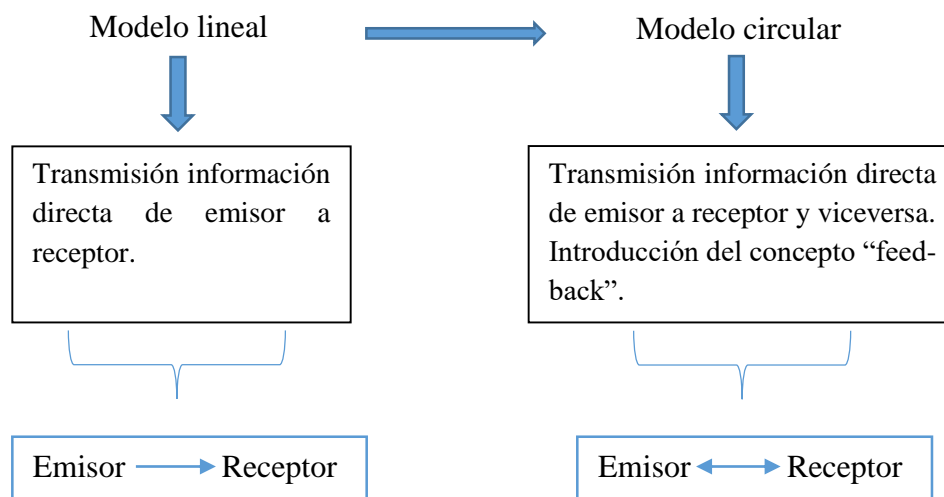 Modelo lineal
Modelo circular
Transmisión información
directa de emisor a
receptor.
Transmisión información directa
de emisor a receptor y viceversa.
Introducción del concepto “feed-
back”.
Emisor Receptor
Emisor Receptor